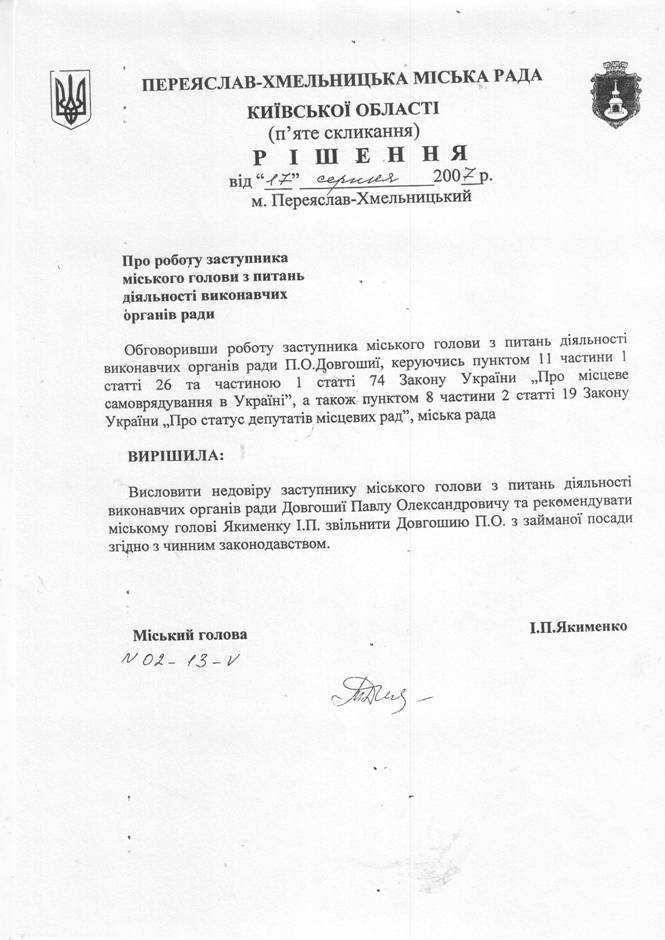 ПЕРЕЯСЛАВ-ХМЕЛЬНИЦЬКА МІСЬКА РАДА
КИЇВСЬКОЇ ОБЛАСТІ
(п’яте скликання)
Р І Ш Е Н Н Я
від “17” серпня 2007 р.
м. Переяслав-Хмельницький
Про роботу заступника
міського голови з питань
діяльності виконавчих
органів ради
Обговоривши роботу заступника міського голови з питань діяльності
виконавчих органів ради П.О.Довгошиї, керуючись пунктом 11 частини 1
статті 26 та частиною 1 статті 74 Закону України „Про місцеве
самоврядування в Україні”, а також пунктом 8 частини 2 статті 19 Закону
України „Про статус депутатів місцевих рад”, міська рада
ВИРІШИЛА:
Висловити недовіру заступнику міського голови з питань діяльності
виконавчих органів ради Довгошиї Павлу Олександровичу та рекомендувати
міському голові Якименку І.П. звільнити Довгошию П.О. з займаної посади
згідно з чинним законодавством.
Міський голова І.П.Якименко
N 02-13-V